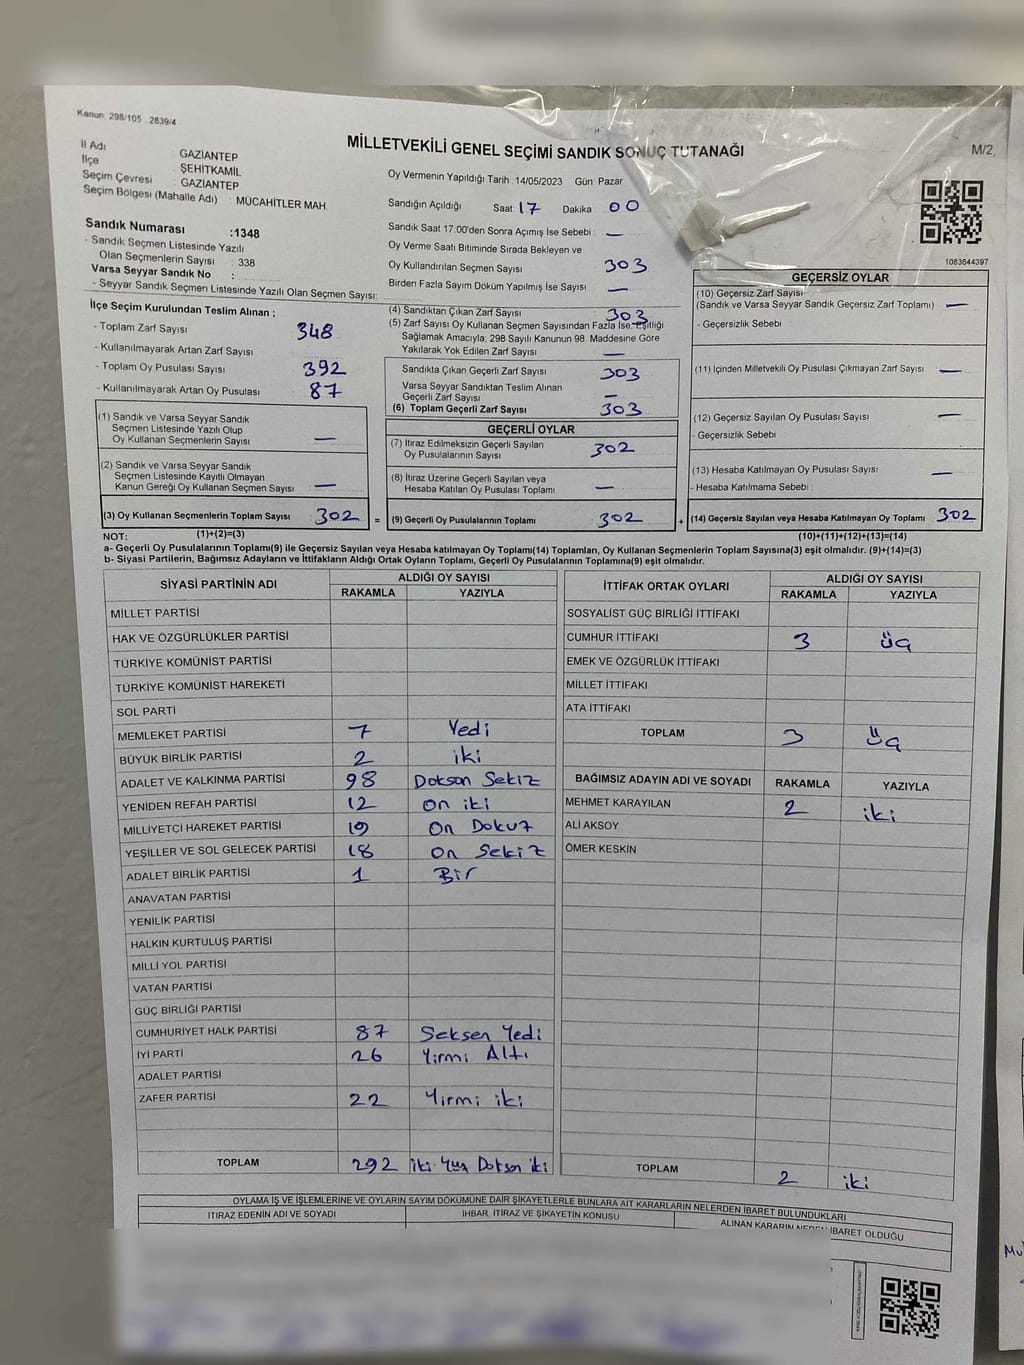 Kanun: 298/105 2839/4
MİLLETVEKİLİ GENEL SEÇİMİ SANDIK SONUÇ TUTANAĞI
M/2,
İl Adı GAZİANTEP
İlçe ŞEHİTKAMİL
Seçim Çevresi : GAZİANTEP
Seçim Bölgesi (Mahalle Adı) : MÜCAHİTLER MAH.
Sandık Numarası :1348
- Sandık Seçmen Listesinde Yazılı
Olan Seçmenlerin Sayısı : 338
Varsa Seyyar Sandık No :
- Seyyar Sandık Seçmen Listesinde Yazılı Olan Seçmen Sayısı:
İlçe Seçim Kurulundan Teslim Alınan ;
- Toplam Zarf Sayısı 348
- Kullanılmayarak Artan Zarf Sayısı
- Toplam Oy Pusulası Sayısı 392
- Kullanılmayarak Artan Oy Pusulası 87
(1) Sandık ve Varsa Seyyar Sandık
Seçmen Listesinde Yazılı Olup
Oy Kullanan Seçmenlerin Sayısı —
(2) Sandık ve Varsa Seyyar Sandık
Seçmen Listesinde Kayıtlı Olmayan
Kanun Gereği Oy Kullanan Seçmen Sayısı —
(3) Oy Kullanan Seçmenlerin Toplam Sayısı 302
Oy Vermenin Yapıldığı Tarih 14/05/2023 Gün: Pazar
Sandığın Açıldığı Saat 17 Dakika 00
Sandık Saat 17.00'den Sonra Açımış İse Sebebi : —
Oy Verme Saati Bitiminde Sırada Bekleyen ve
Oy Kullandırılan Seçmen Sayısı 303
Birden Fazla Sayım Döküm Yapılmış İse Sayısı —
(4) Sandıktan Çıkan Zarf Sayısı 303
(5) Zarf Sayısı Oy Kullanan Seçmen Sayısından Fazla İse, Eşitliği
Sağlamak Amacıyla, 298 Sayılı Kanunun 98. Maddesine Göre
Yakılarak Yok Edilen Zarf Sayısı —
Sandıkta Çıkan Geçerli Zarf Sayısı 303
Varsa Seyyar Sandıktan Teslim Alınan
Geçerli Zarf Sayısı —
(6) Toplam Geçerli Zarf Sayısı 303
GEÇERLİ OYLAR
(7) İtiraz Edilmeksizin Geçerli Sayılan
Oy Pusulalarının Sayısı 302
(8) İtiraz Üzerine Geçerli Sayılan veya
Hesaba Katılan Oy Pusulası Toplamı —
= (9) Geçerli Oy Pusulalarının Toplamı 302
1083644397
GEÇERSİZ OYLAR
(10) Geçersiz Zarf Sayısı
(Sandık ve Varsa Seyyar Sandık Geçersiz Zarf Toplamı) —
- Geçersizlik Sebebi
(11) İçinden Milletvekili Oy Pusulası Çıkmayan Zarf Sayısı —
(12) Geçersiz Sayılan Oy Pusulası Sayısı —
- Geçersizlik Sebebi
(13) Hesaba Katılmayan Oy Pusulası Sayısı —
- Hesaba Katılmama Sebebi
+ (14) Geçersiz Sayılan veya Hesaba Katılmayan Oy Toplamı 302
NOT: (1)+(2)=(3) (10)+(11)+(12)+(13)=(14)
a- Geçerli Oy Pusulalarının Toplamı(9) ile Geçersiz Sayılan veya Hesaba katılmayan Oy Toplamı(14) Toplamları, Oy Kullanan Seçmenlerin Toplam Sayısına(3) eşit olmalıdır. (9)+(14)=(3)
b- Siyasi Partilerin, Bağımsız Adayların ve İttifakların Aldığı Ortak Oyların Toplamı, Geçerli Oy Pusulalarının Toplamına(9) eşit olmalıdır.
SİYASİ PARTİNİN ADI ALDIĞI OY SAYISI
RAKAMLA YAZIYLA
MİLLET PARTİSİ
HAK VE ÖZGÜRLÜKLER PARTİSİ
TÜRKİYE KOMÜNİST PARTİSİ
TÜRKİYE KOMÜNİST HAREKETİ
SOL PARTİ
MEMLEKET PARTİSİ 7 Yedi
BÜYÜK BİRLİK PARTİSİ 2 iki
ADALET VE KALKINMA PARTİSİ 98 Doksan Sekiz
YENİDEN REFAH PARTİSİ 12 On iki
MİLLİYETÇİ HAREKET PARTİSİ 19 On Dokuz
YEŞİLLER VE SOL GELECEK PARTİSİ 18 On Sekiz
ADALET BİRLİK PARTİSİ 1 Bir
ANAVATAN PARTİSİ
YENİLİK PARTİSİ
HALKIN KURTULUŞ PARTİSİ
MİLLİ YOL PARTİSİ
VATAN PARTİSİ
GÜÇ BİRLİĞİ PARTİSİ
CUMHURİYET HALK PARTİSİ 87 Seksen Yedi
İYİ PARTİ 26 Yirmi Altı
ADALET PARTİSİ
ZAFER PARTİSİ 22 Yirmi iki
TOPLAM 292 iki Yüz Doksan iki
İTTİFAK ORTAK OYLARI ALDIĞI OY SAYISI
RAKAMLA YAZIYLA
SOSYALİST GÜÇ BİRLİĞİ İTTİFAKI
CUMHUR İTTİFAKI 3 üç
EMEK VE ÖZGÜRLÜK İTTİFAKI
MİLLET İTTİFAKI
ATA İTTİFAKI
TOPLAM 3 üç
BAĞIMSIZ ADAYIN ADI VE SOYADI RAKAMLA YAZIYLA
MEHMET KARAYILAN 2 iki
ALİ AKSOY
ÖMER KESKİN
TOPLAM 2 iki
OYLAMA İŞ VE İŞLEMLERİNE VE OYLARIN SAYIM DÖKÜMÜNE DAİR ŞİKAYETLERLE BUNLARA AİT KARARLARIN NELERDEN İBARET BULUNDUKLARI
İTİRAZ EDENİN ADI VE SOYADI İHBAR, İTİRAZ VE ŞİKAYETİN KONUSU ALINAN KARARIN NEDEN İBARET OLDUĞU